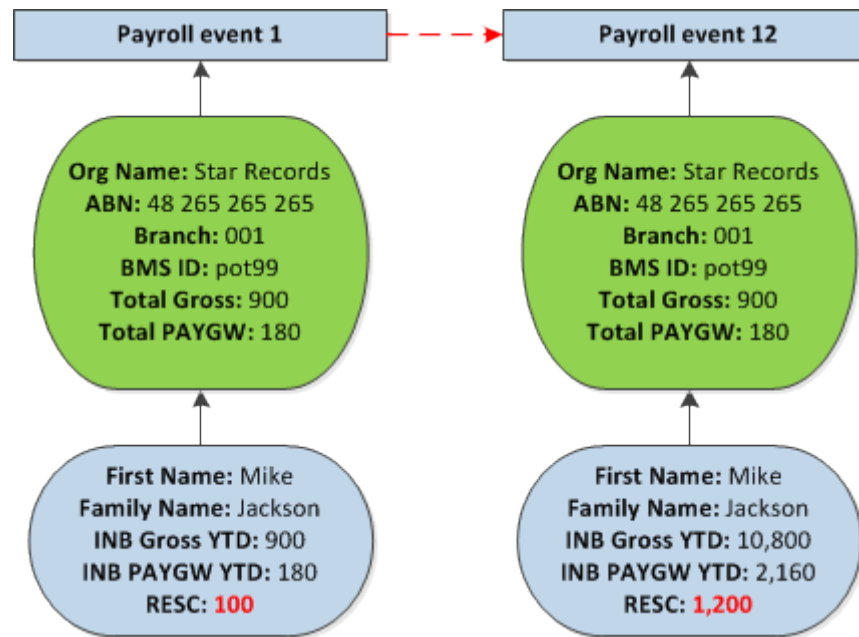 Payroll event 1
Payroll event 12
Org Name: Star Records
ABN: 48 265 265 265
Branch: 001
BMS ID: pot99
Total Gross: 900
Total PAYGW: 180
Org Name: Star Records
ABN: 48 265 265 265
Branch: 001
BMS ID: pot99
Total Gross: 900
Total PAYGW: 180
First Name: Mike
Family Name: Jackson
INB Gross YTD: 900
INB PAYGW YTD: 180
RESC: 100
First Name: Mike
Family Name: Jackson
INB Gross YTD: 10,800
INB PAYGW YTD: 2,160
RESC: 1,200